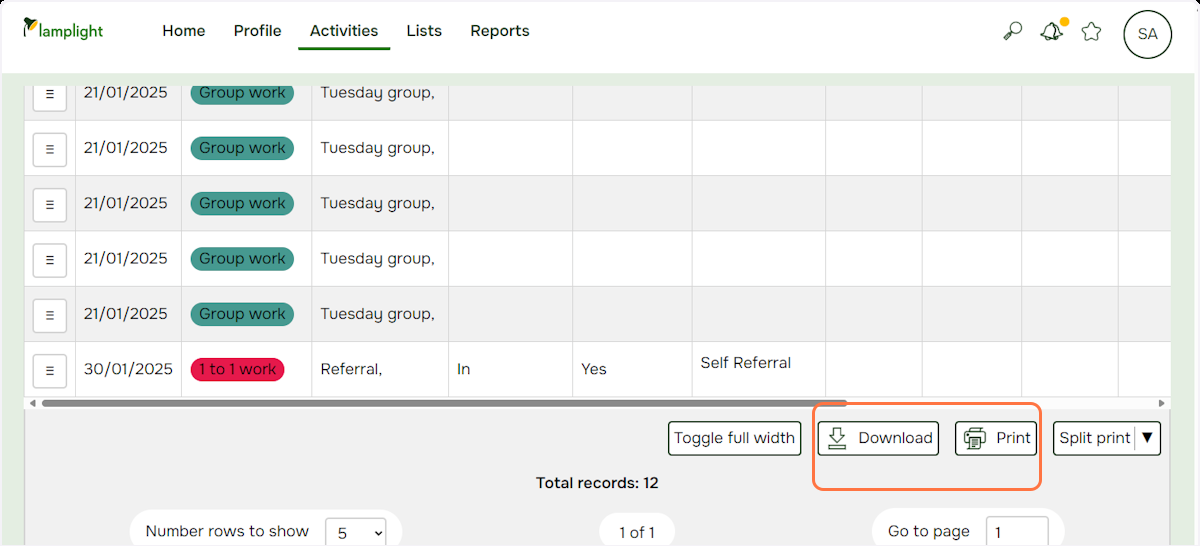 lamplight Home Profile Activities Lists Reports SA
21/01/2025 Group work Tuesday group,
21/01/2025 Group work Tuesday group,
21/01/2025 Group work Tuesday group,
21/01/2025 Group work Tuesday group,
21/01/2025 Group work Tuesday group,
30/01/2025 1 to 1 work Referral, In Yes Self Referral
Toggle full width Download Print Split print ▼
Total records: 12
Number rows to show 5 1 of 1 Go to page 1